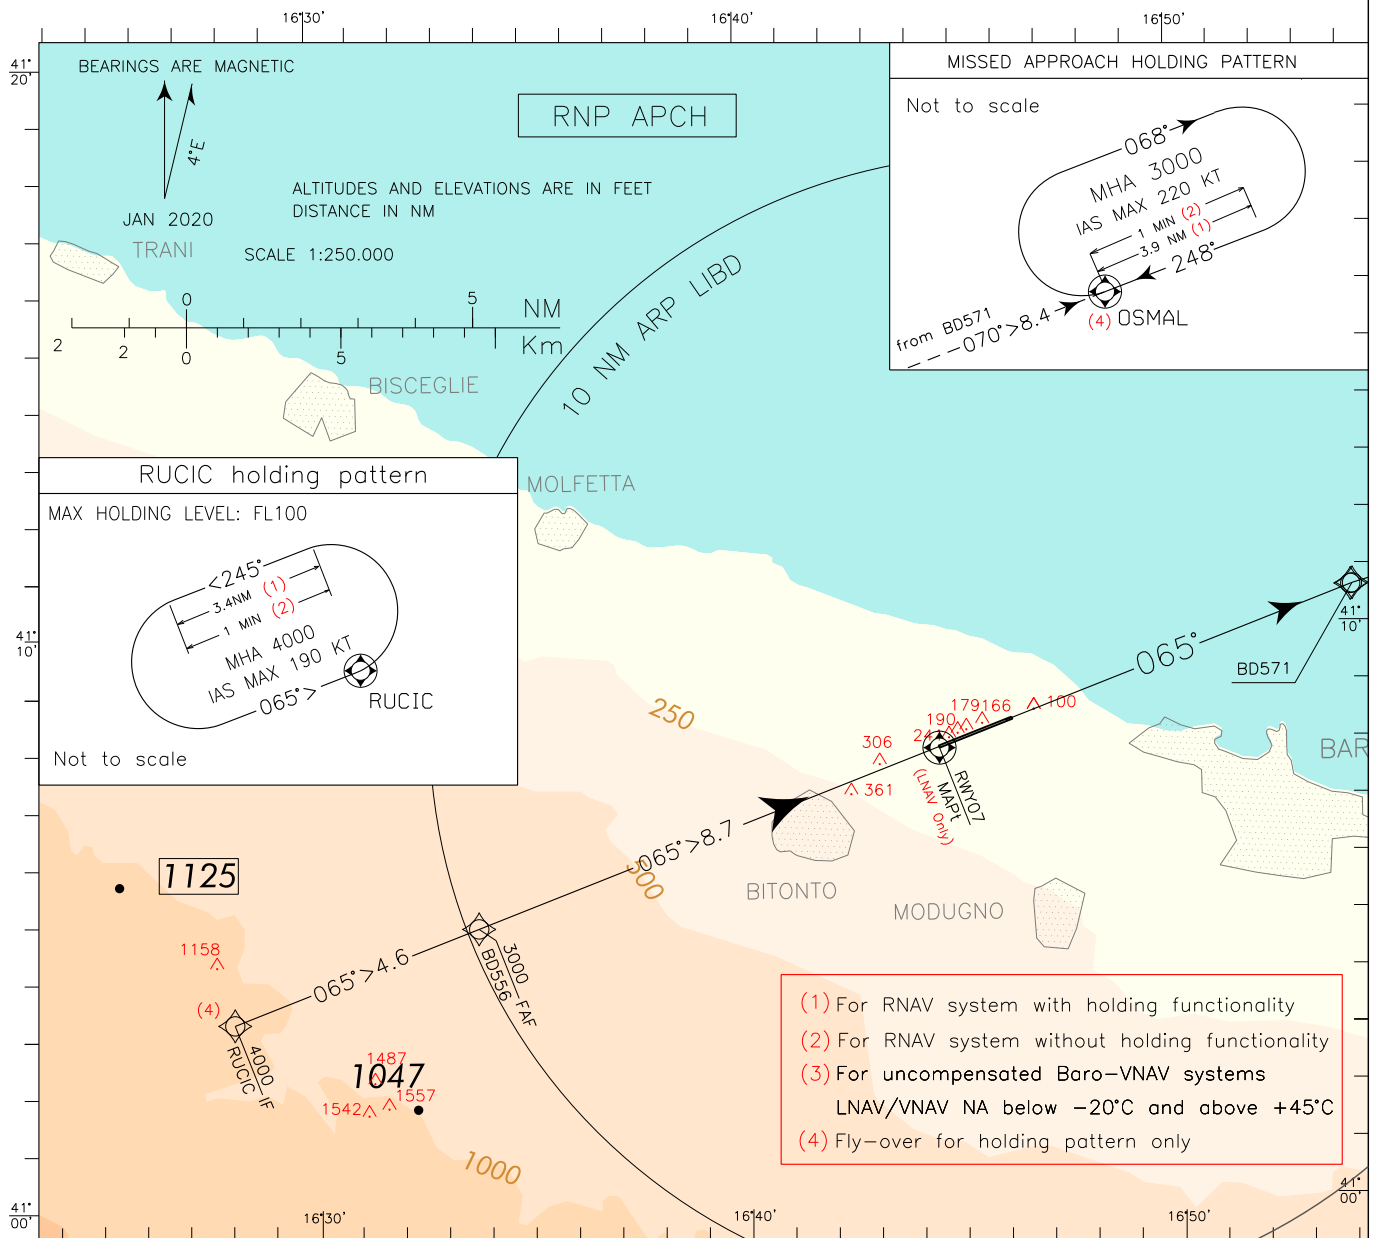 16°30'
16°40'
16°50'
41°
20'
BEARINGS ARE MAGNETIC
4°E
JAN 2020
RNP APCH
ALTITUDES AND ELEVATIONS ARE IN FEET
DISTANCE IN NM
SCALE 1:250.000
TRANI
0
5
NM
2
2
0
5
Km
BISCEGLIE
10 NM ARP LIBD
MOLFETTA
MISSED APPROACH HOLDING PATTERN
Not to scale
068°
MHA 3000
IAS MAX 220 KT
1 MIN (2)
3.9 NM (1)
248°
from BD571
070°>8.4
(4) OSMAL
RUCIC holding pattern
MAX HOLDING LEVEL: FL100
<245°
3.4NM (1)
1 MIN (2)
MHA 4000
IAS MAX 190 KT
065°>
RUCIC
Not to scale
41°
10'
41°
10'
065°
BD571
250
179
166
100
190
24
306
361
RWY07
MAPt
(LNAV Only)
BAR
065°>8.7
500
BITONTO
MODUGNO
1125
1158
(4)
065°>4.6
3000 FAF
BD556
4000 IF
RUCIC
1487
1047
1557
1542
1000
(1) For RNAV system with holding functionality
(2) For RNAV system without holding functionality
(3) For uncompensated Baro-VNAV systems
LNAV/VNAV NA below -20°C and above +45°C
(4) Fly-over for holding pattern only
41°
00'
41°
00'
16°30'
16°40'
16°50'